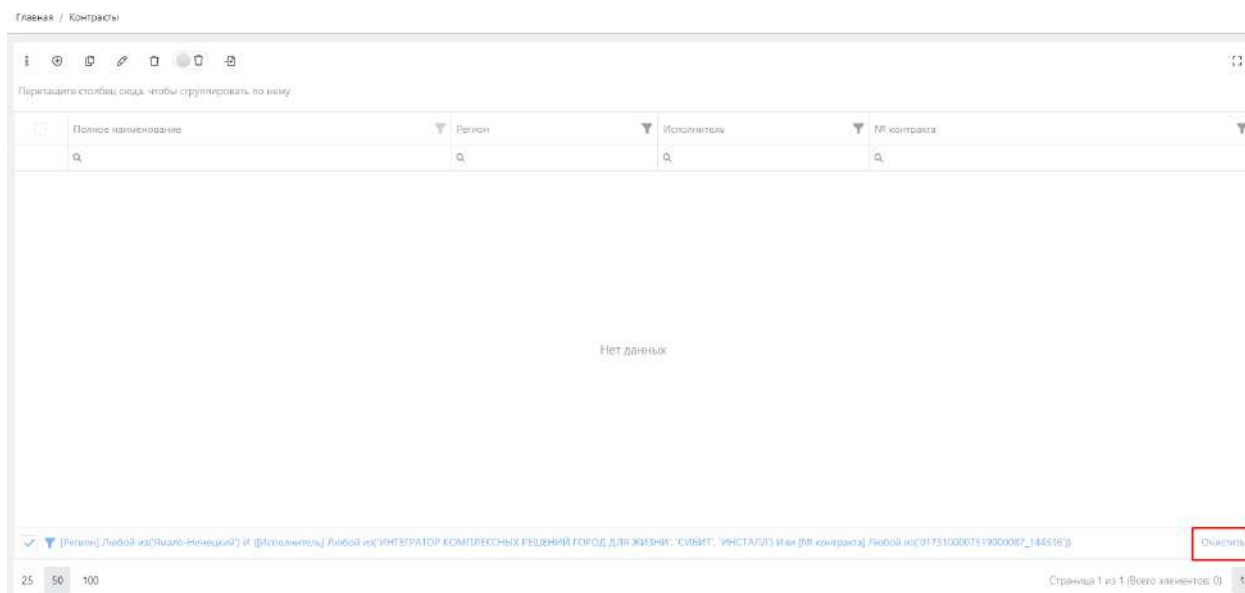 Главная / Контракты
Перетащите столбец сюда, чтобы сгруппировать по нему
Полное наименование Регион Исполнитель № контракта
Нет данных
[Регион] Любой из('Ямало-Ненецкий') И ([Исполнитель] Любой из('ИНТЕГРАТОР КОМПЛЕКСНЫХ РЕШЕНИЙ ГОРОД ДЛЯ ЖИЗНИ', 'СИБИТ', 'ИНСТАЛЛ') Или [№ контракта] Любой из('0173100007519000087_144316')) Очистить
25 50 100 Страница 1 из 1 (Всего элементов: 0) 1